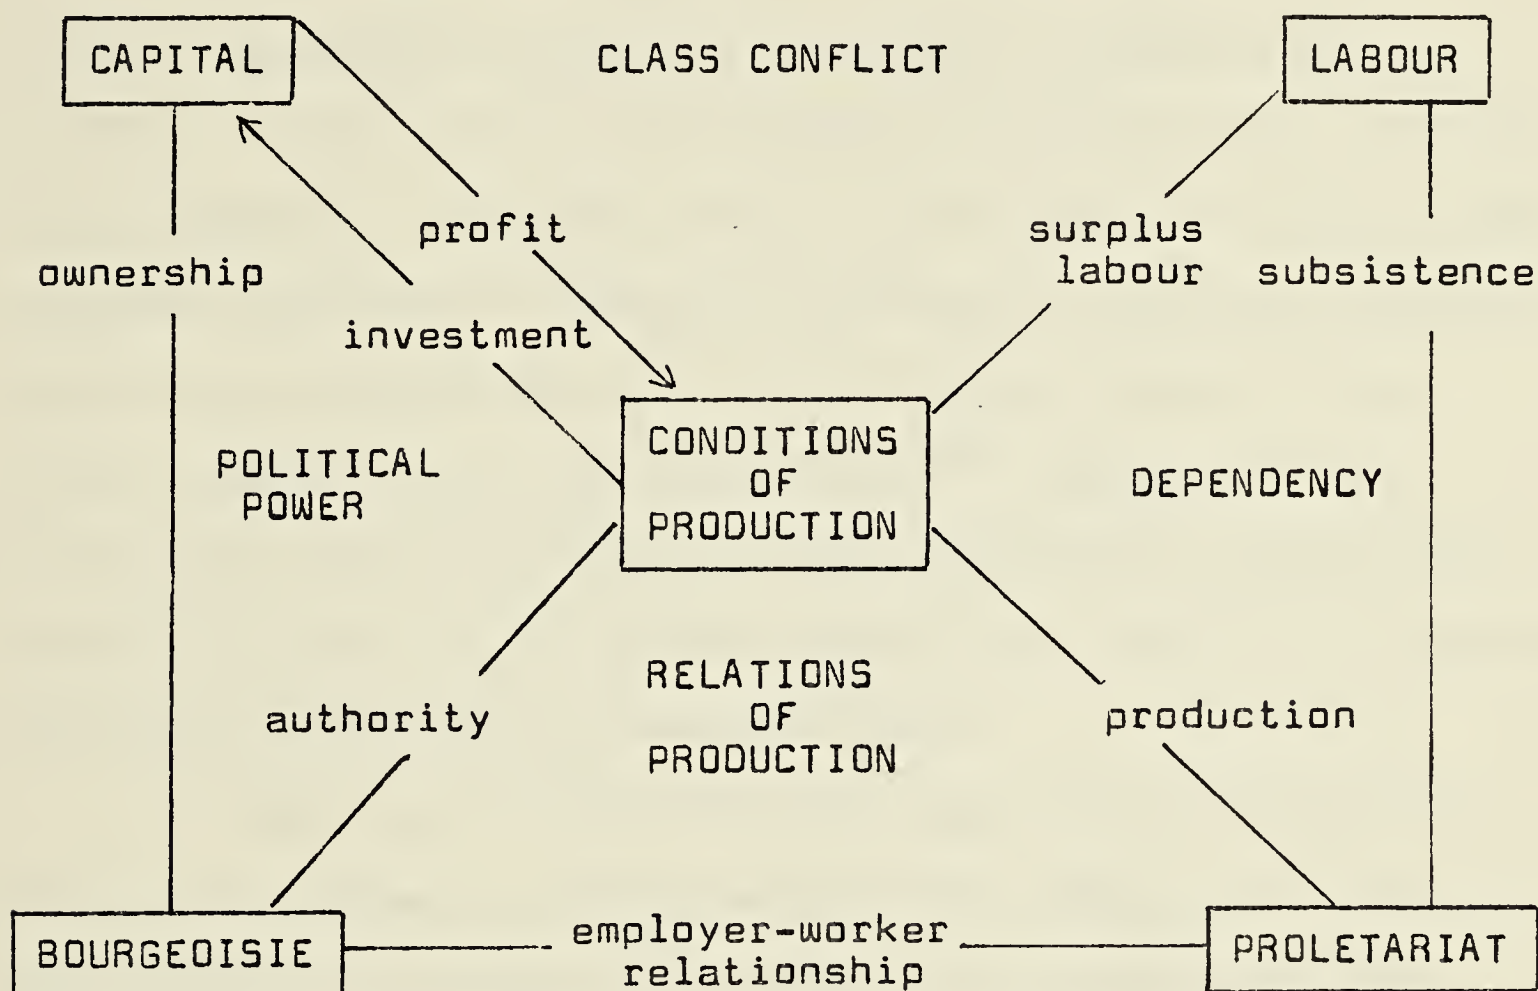 CAPITAL
CLASS CONFLICT
LABOUR
profit
surplus
labour
ownership
subsistence
investment
CONDITIONS
OF
PRODUCTION
POLITICAL
POWER
DEPENDENCY
RELATIONS
OF
PRODUCTION
authority
production
BOURGEOISIE
employer-worker
relationship
PROLETARIAT